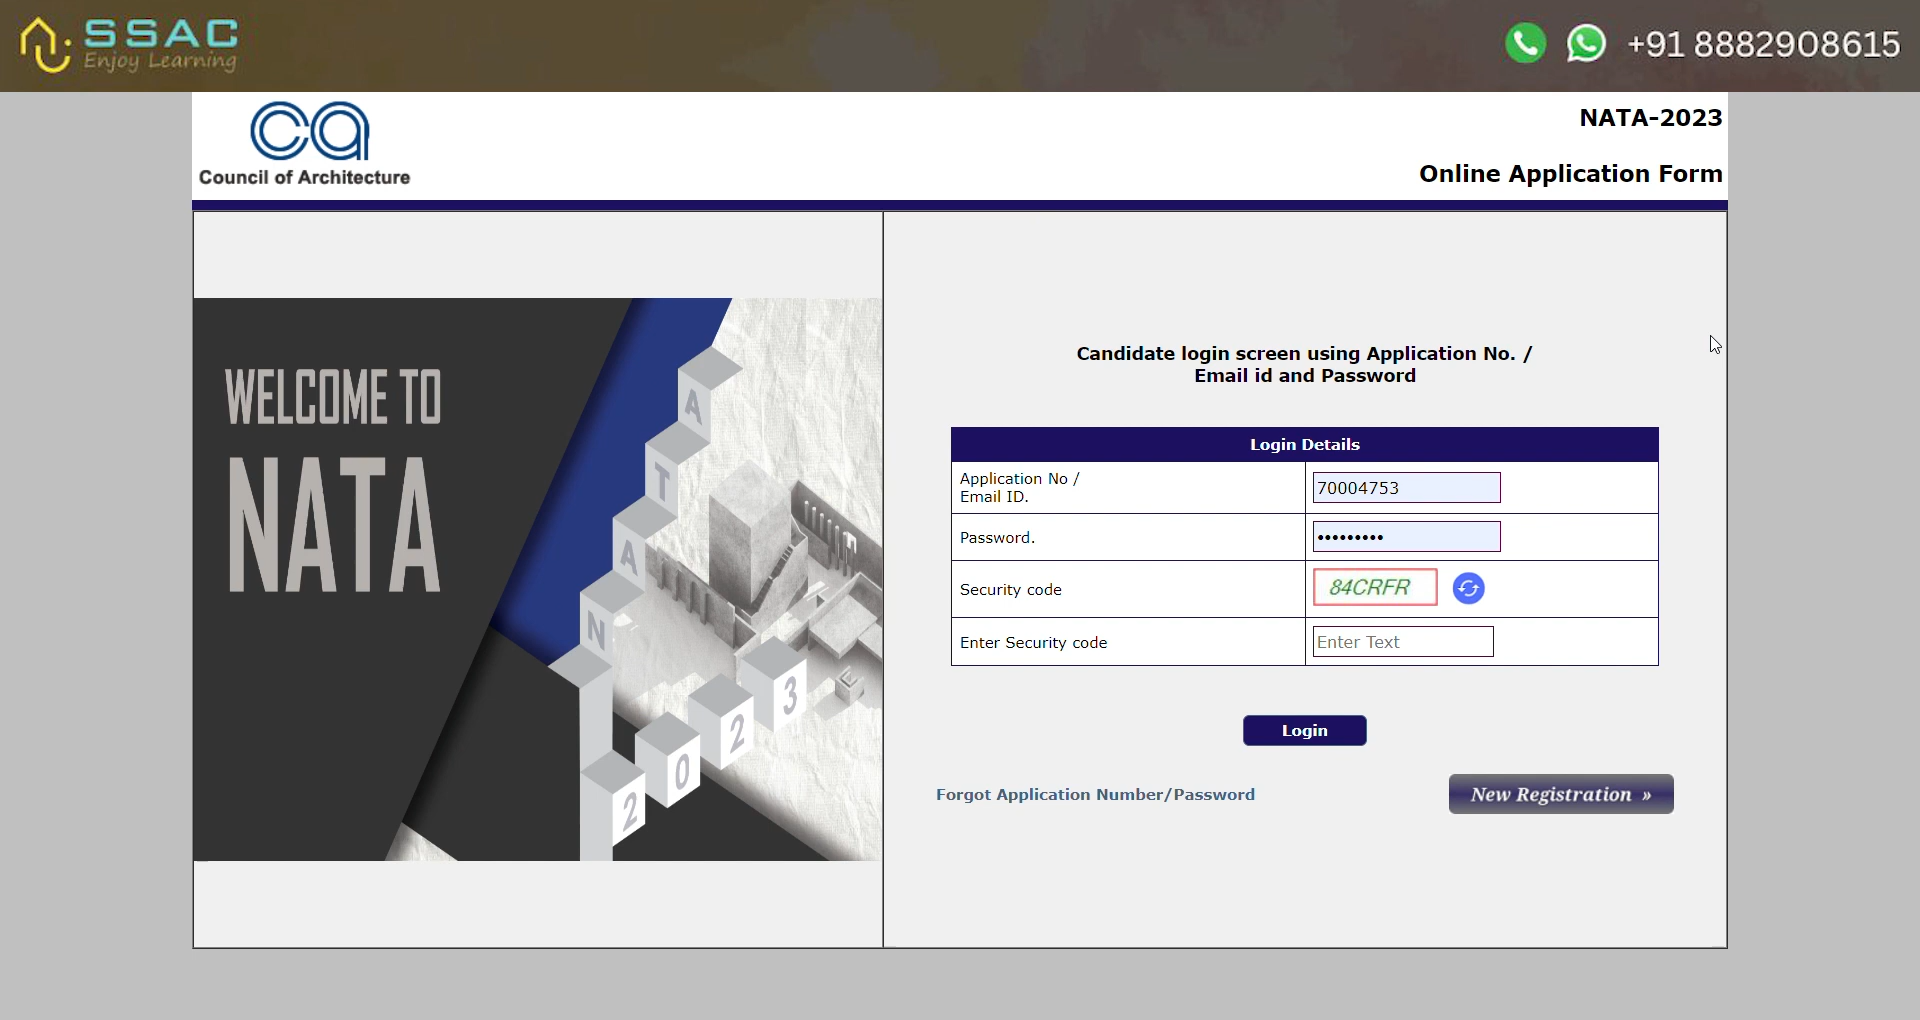 SSAC
Enjoy Learning
+91 8882908615
ca
Council of Architecture
NATA-2023
Online Application Form
WELCOME TO
NATA
A
T
A
N
2023
Candidate login screen using Application No. /
Email id and Password
Login Details
Application No /
Email ID.
70004753
Password.
•••••••••
Security code
84CRFR
Enter Security code
Enter Text
Login
Forgot Application Number/Password
New Registration »